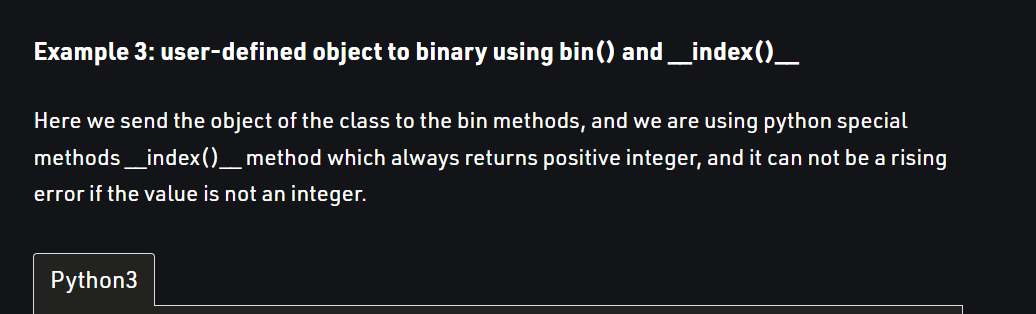 Example 3: user-defined object to binary using bin() and __index()__
Here we send the object of the class to the bin methods, and we are using python special
methods __index()__ method which always returns positive integer, and it can not be a rising
error if the value is not an integer.
Python3